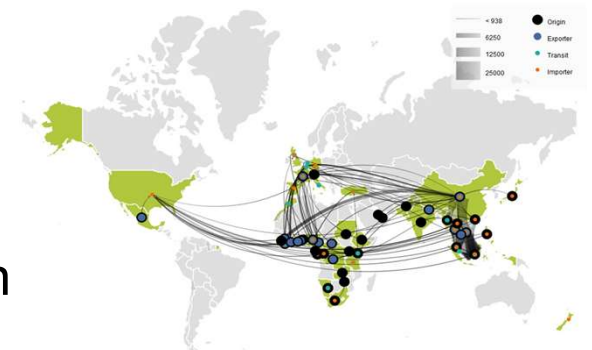 < 938
Origin
6250
Exporter
12500
Transit
25000
Importer
n